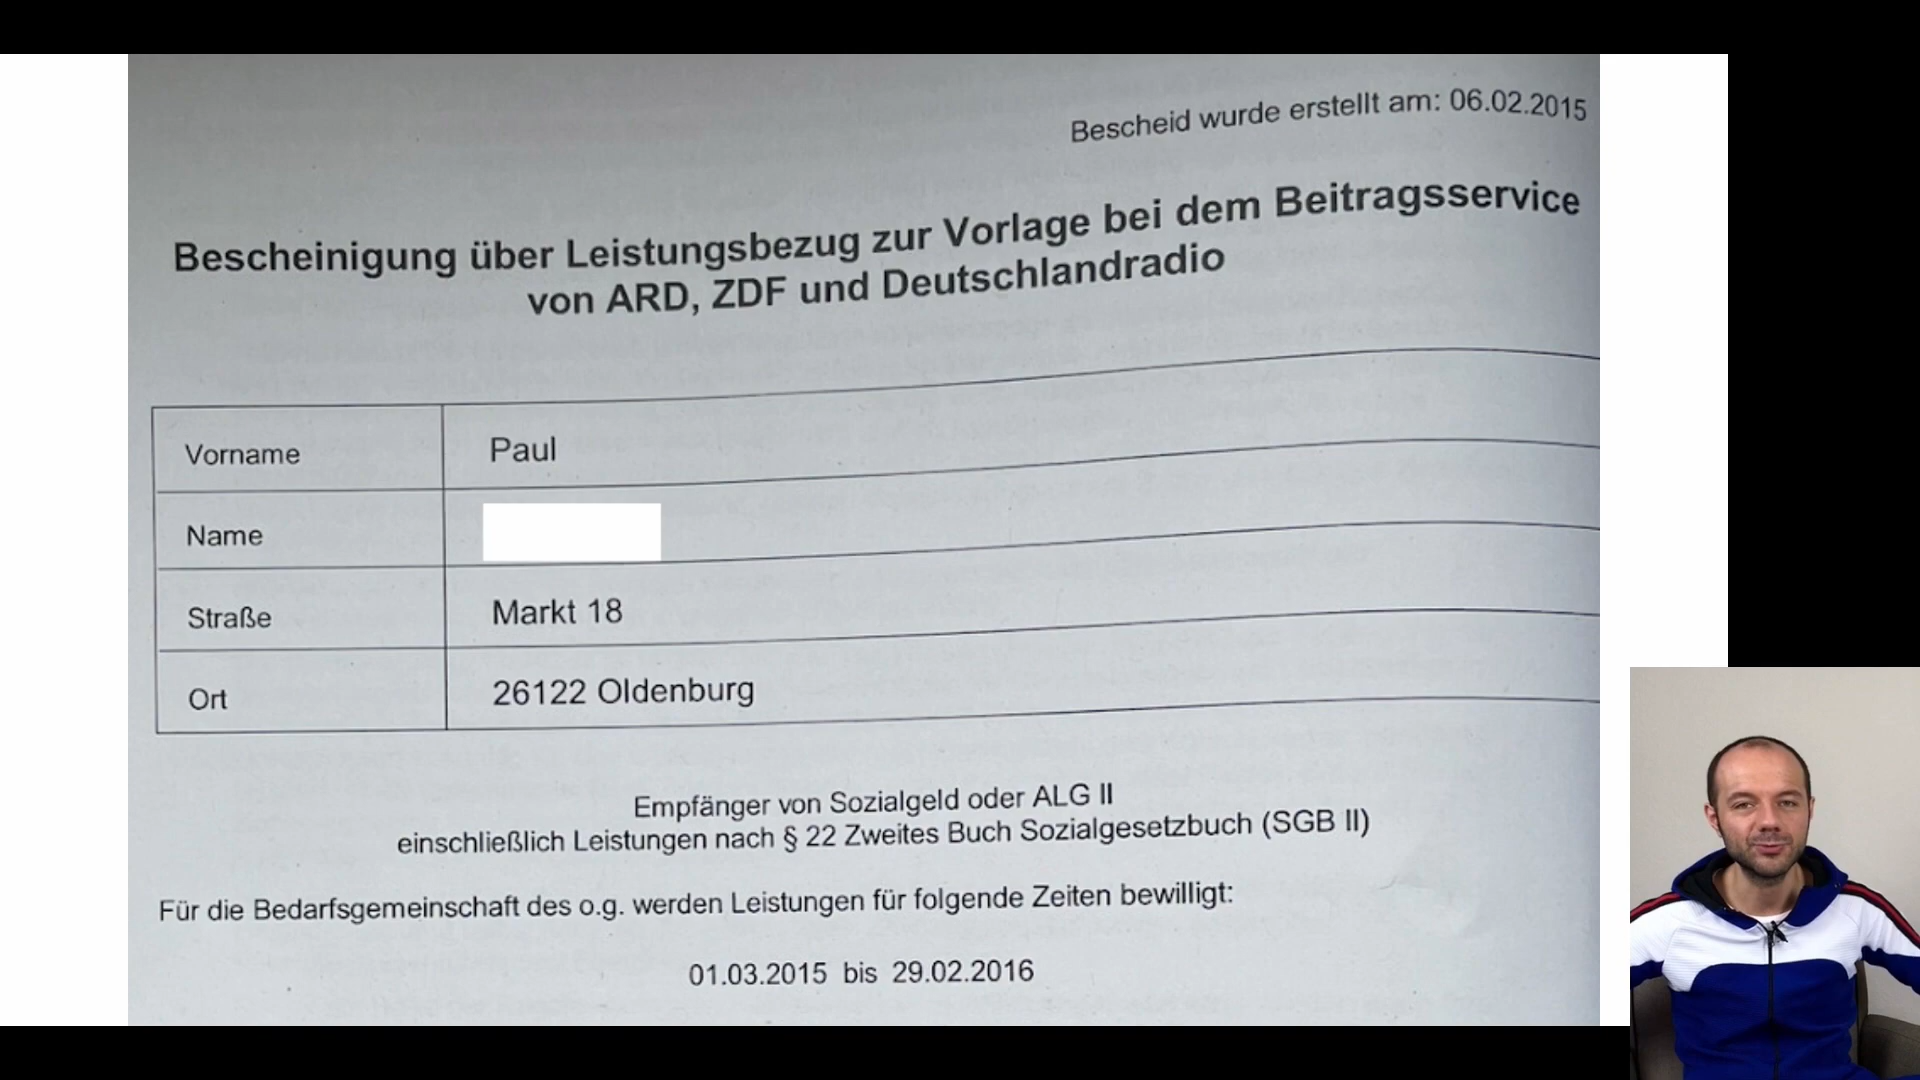 Bescheid wurde erstellt am: 06.02.2015
Bescheinigung über Leistungsbezug zur Vorlage bei dem Beitragsservice
von ARD, ZDF und Deutschlandradio
Vorname Paul
Name
Straße Markt 18
Ort 26122 Oldenburg
Empfänger von Sozialgeld oder ALG II
einschließlich Leistungen nach § 22 Zweites Buch Sozialgesetzbuch (SGB II)
Für die Bedarfsgemeinschaft des o.g. werden Leistungen für folgende Zeiten bewilligt:
01.03.2015 bis 29.02.2016